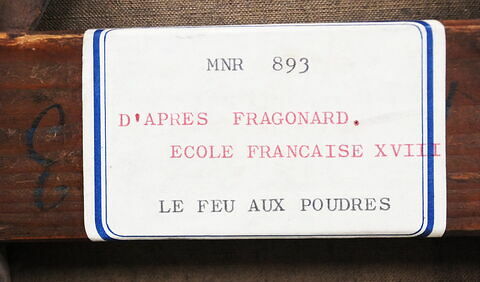 MNR 893
D'APRES FRAGONARD.
ECOLE FRANCAISE XVIII
LE FEU AUX POUDRES